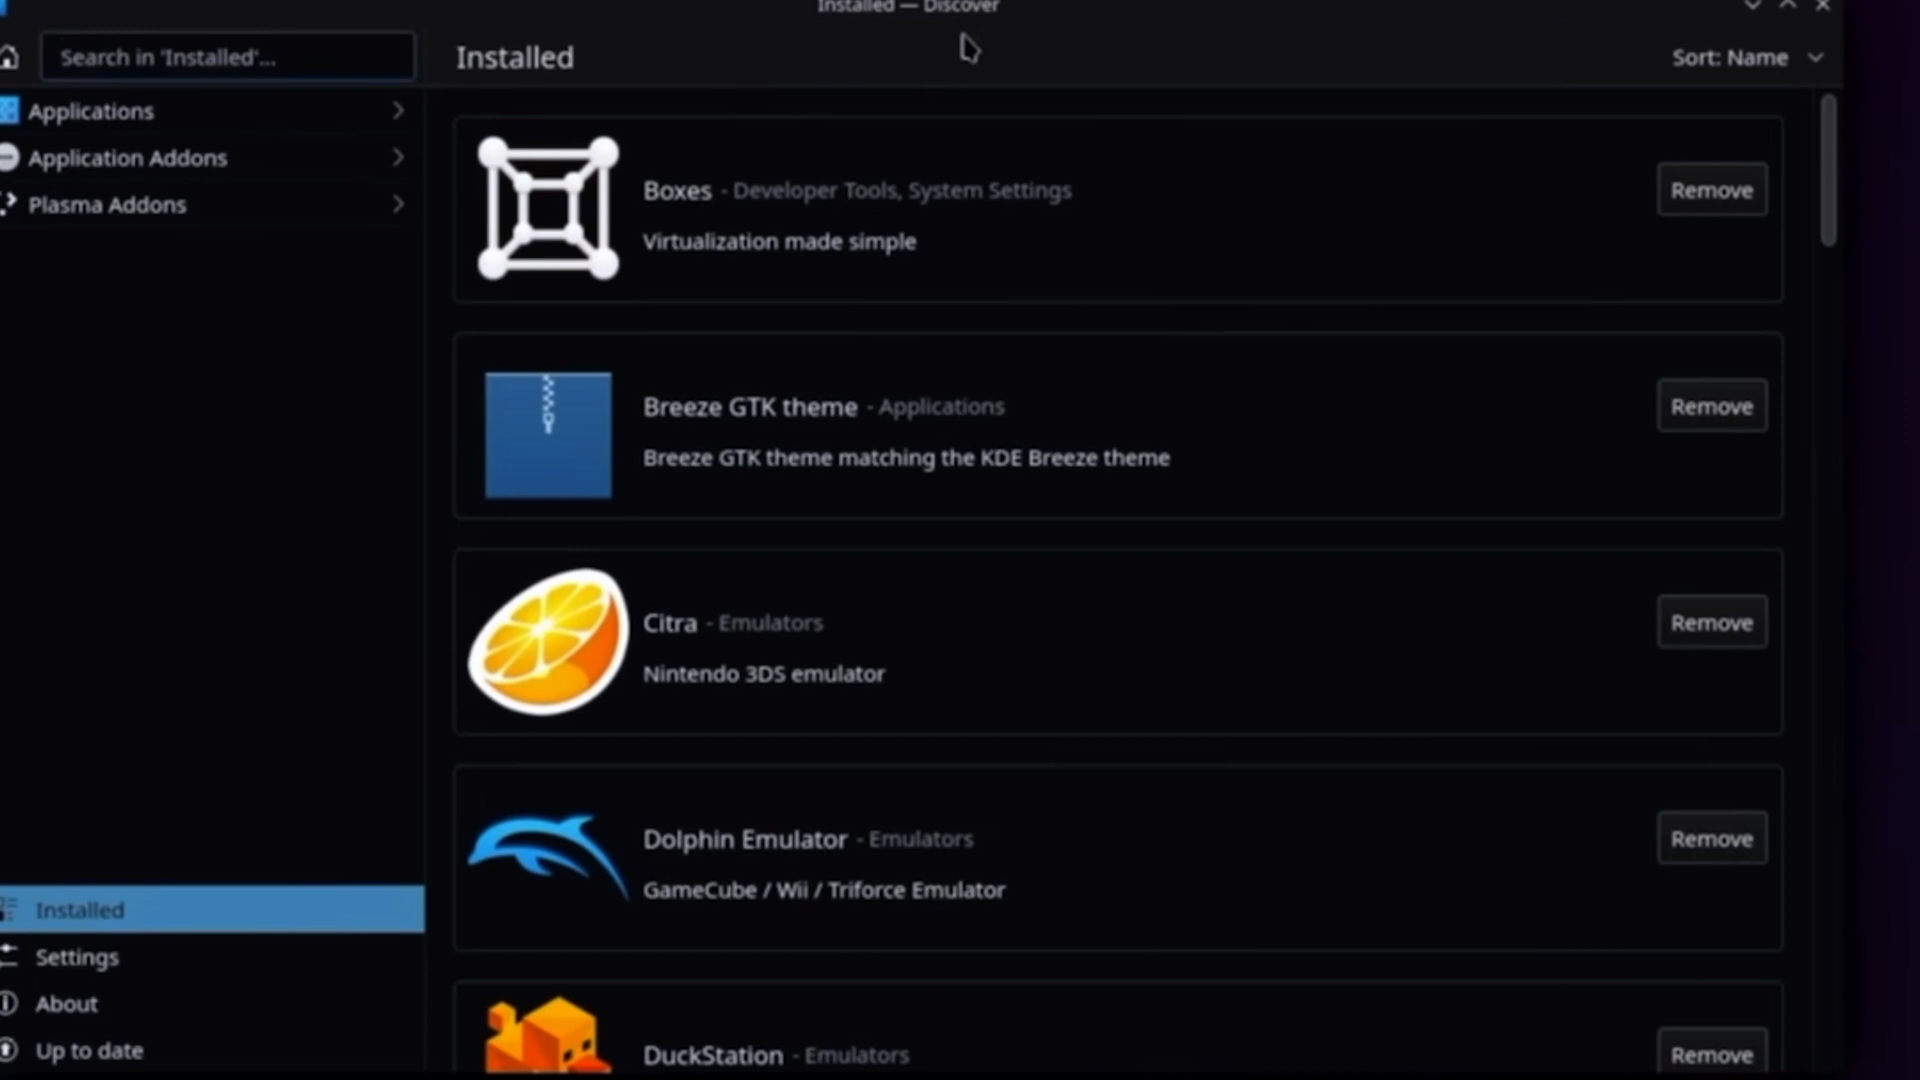 Installed — Discover
Search in 'Installed'...
Installed
Sort: Name
Applications
Application Addons
Plasma Addons
Boxes - Developer Tools, System Settings
Virtualization made simple
Remove
Breeze GTK theme - Applications
Breeze GTK theme matching the KDE Breeze theme
Remove
Citra - Emulators
Nintendo 3DS emulator
Remove
Dolphin Emulator - Emulators
GameCube / Wii / Triforce Emulator
Remove
DuckStation - Emulators
Remove
Installed
Settings
About
Up to date